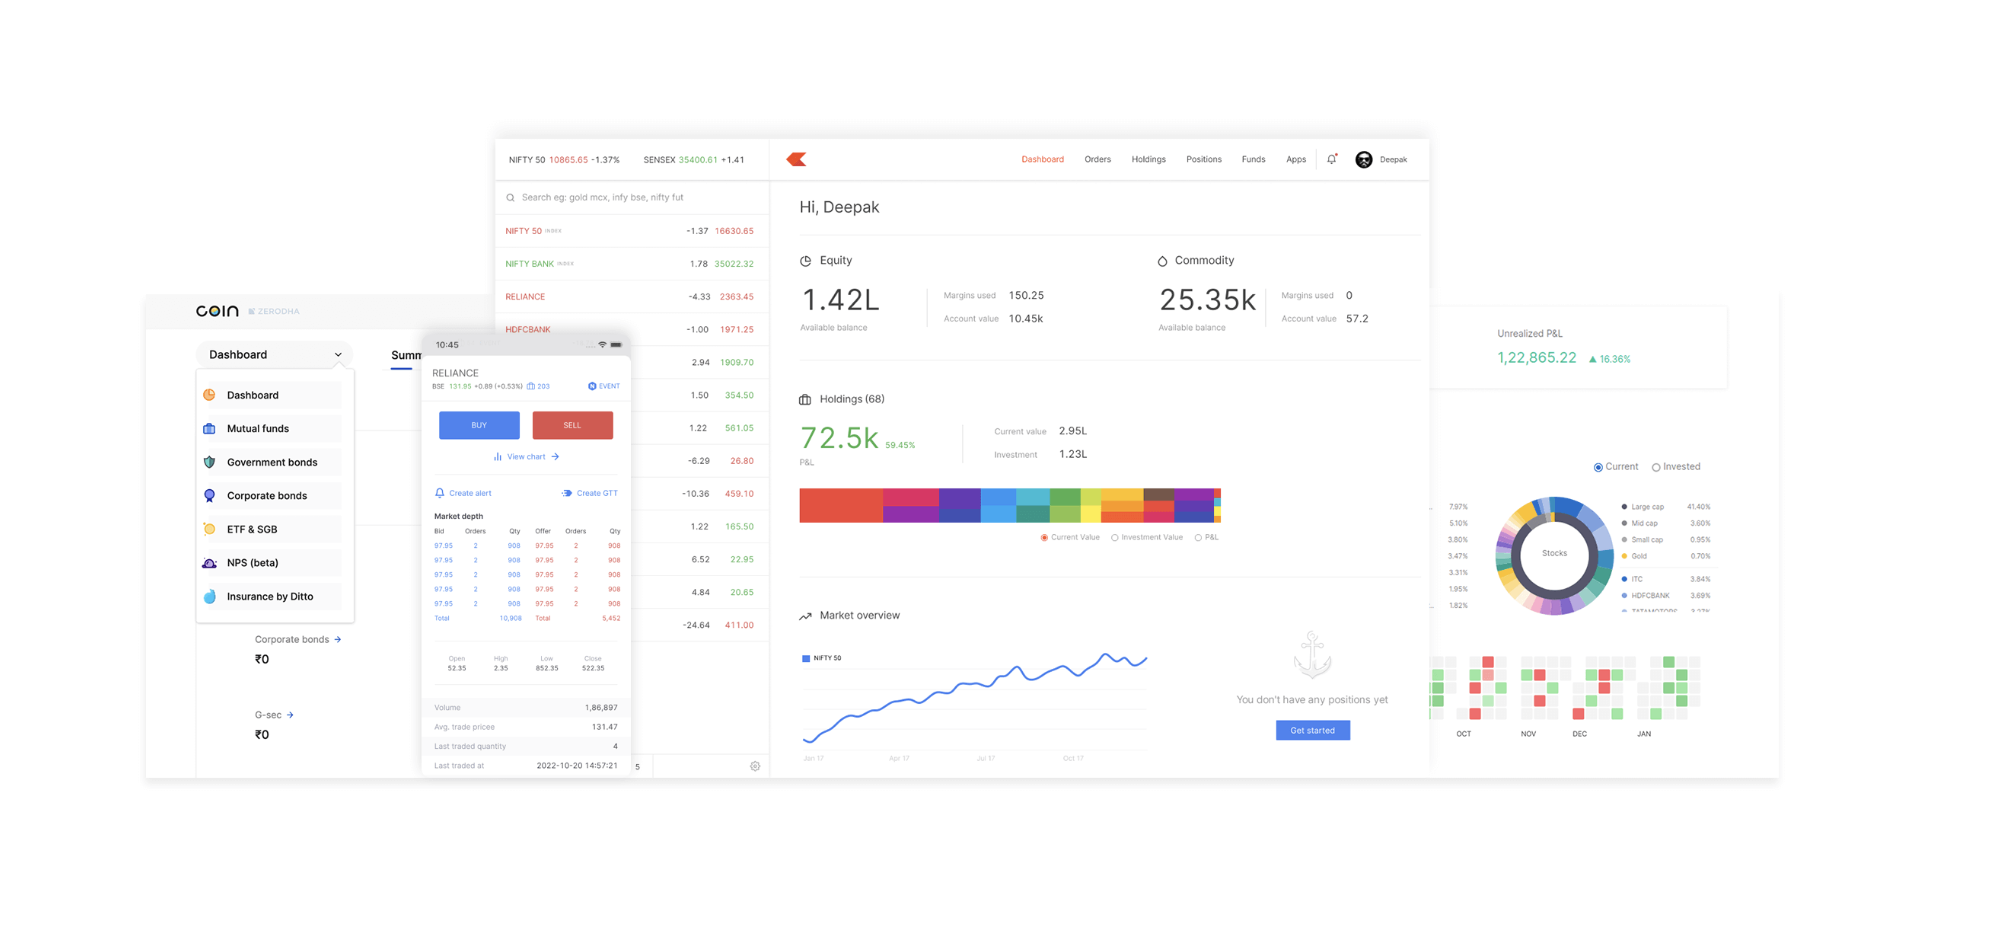 NIFTY 50 10865.65 -1.37% SENSEX 35400.61 +1.41
Dashboard Orders Holdings Positions Funds Apps Deepak
Search eg: gold mcx, infy bse, nifty fut
NIFTY 50 INDEX -1.37 16630.65
NIFTY BANK INDEX 1.78 35022.32
RELIANCE -4.33 2363.45
HDFCBANK -1.00 1971.25
2.94 1909.70
1.50 354.50
1.22 561.05
-6.29 26.80
-10.36 459.10
1.22 165.50
6.52 22.95
4.84 20.65
-24.64 411.00
5
Hi, Deepak
Equity
1.42L
Available balance
Margins used 150.25
Account value 10.45k
Commodity
25.35k
Available balance
Margins used 0
Account value 57.2
Holdings (68)
72.5k 59.45%
P&L
Current value 2.95L
Investment 1.23L
Current Value Investment Value P&L
Market overview
NIFTY 50
Jan 17 Apr 17 Jul 17 Oct 17
You don't have any positions yet
Get started
COIN ZERODHA
Dashboard
Summ
Dashboard
Mutual funds
Government bonds
Corporate bonds
ETF & SGB
NPS (beta)
Insurance by Ditto
Corporate bonds →
₹0
G-sec →
₹0
10:45
RELIANCE
BSE 131.95 +0.89 (+0.53%) 203 EVENT
BUY SELL
View chart →
Create alert Create GTT
Market depth
Bid Orders Qty Offer Orders Qty
97.95 2 908 97.95 2 908
97.95 2 908 97.95 2 908
97.95 2 908 97.95 2 908
97.95 2 908 97.95 2 908
97.95 2 908 97.95 2 908
Total 10,908 Total 5,452
Open High Low Close
52.35 2.35 852.35 522.35
Volume 1,86,897
Avg. trade pricee 131.47
Last traded quantity 4
Last traded at 2022-10-20 14:57:21
Unrealized P&L
1,22,865.22 ▲ 16.36%
Current Invested
7.97%
5.10%
3.80%
3.47%
3.31%
1.95%
1.82%
Stocks
Large cap 41.40%
Mid cap 3.60%
Small cap 0.95%
Gold 0.70%
ITC 3.84%
HDFCBANK 3.69%
TATAMOTORS 3.27%
OCT NOV DEC JAN